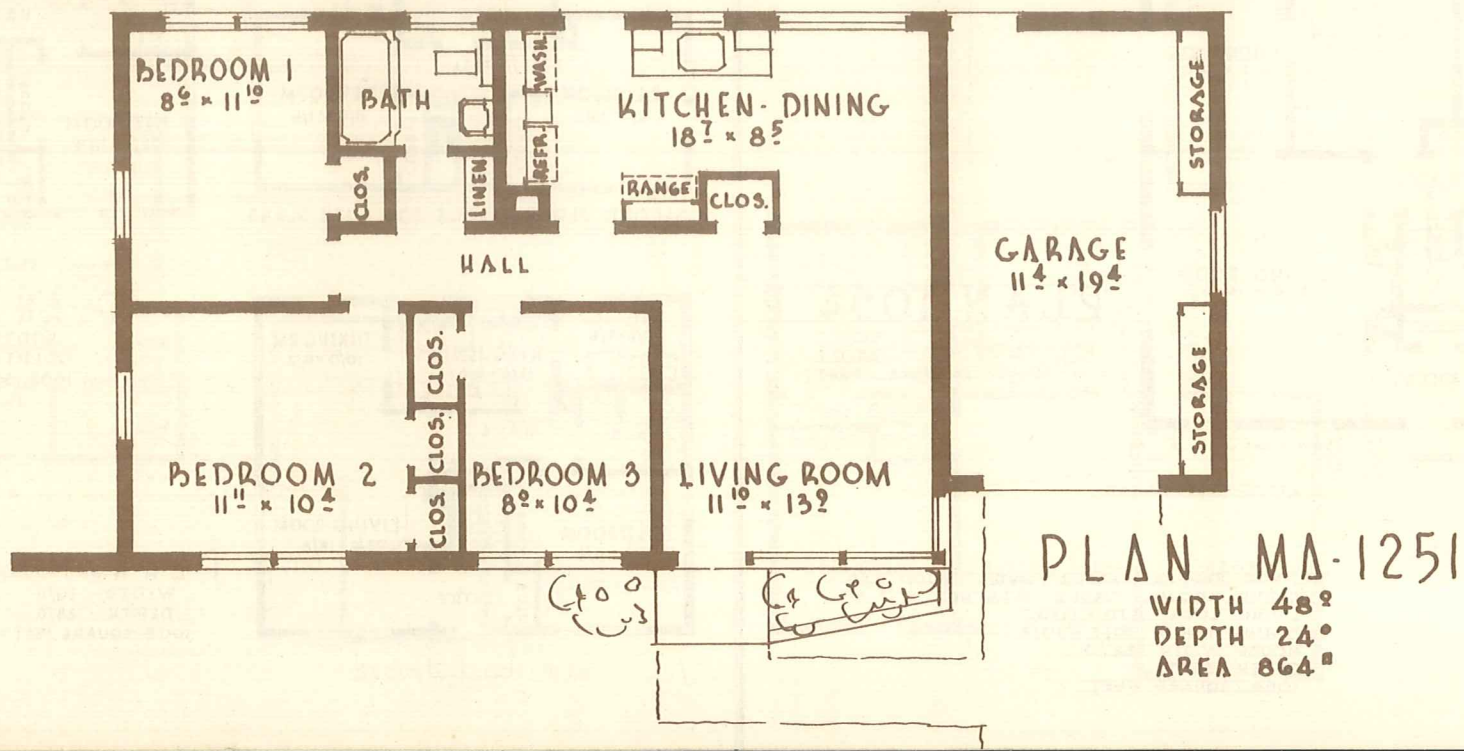 BEDROOM 1
8⁶ x 11¹⁰
BATH
CLOS.
LINEN
WASH.
REFR.
KITCHEN-DINING
18⁷ x 8⁵
RANGE
CLOS.
STORAGE
GARAGE
11⁴ x 19⁴
STORAGE
HALL
CLOS.
CLOS.
CLOS.
BEDROOM 2
11¹¹ x 10⁴
BEDROOM 3
8⁰ x 10⁴
LIVING ROOM
11¹⁰ x 13⁹
PLAN MA-1251
WIDTH 48⁰
DEPTH 24⁰
AREA 864